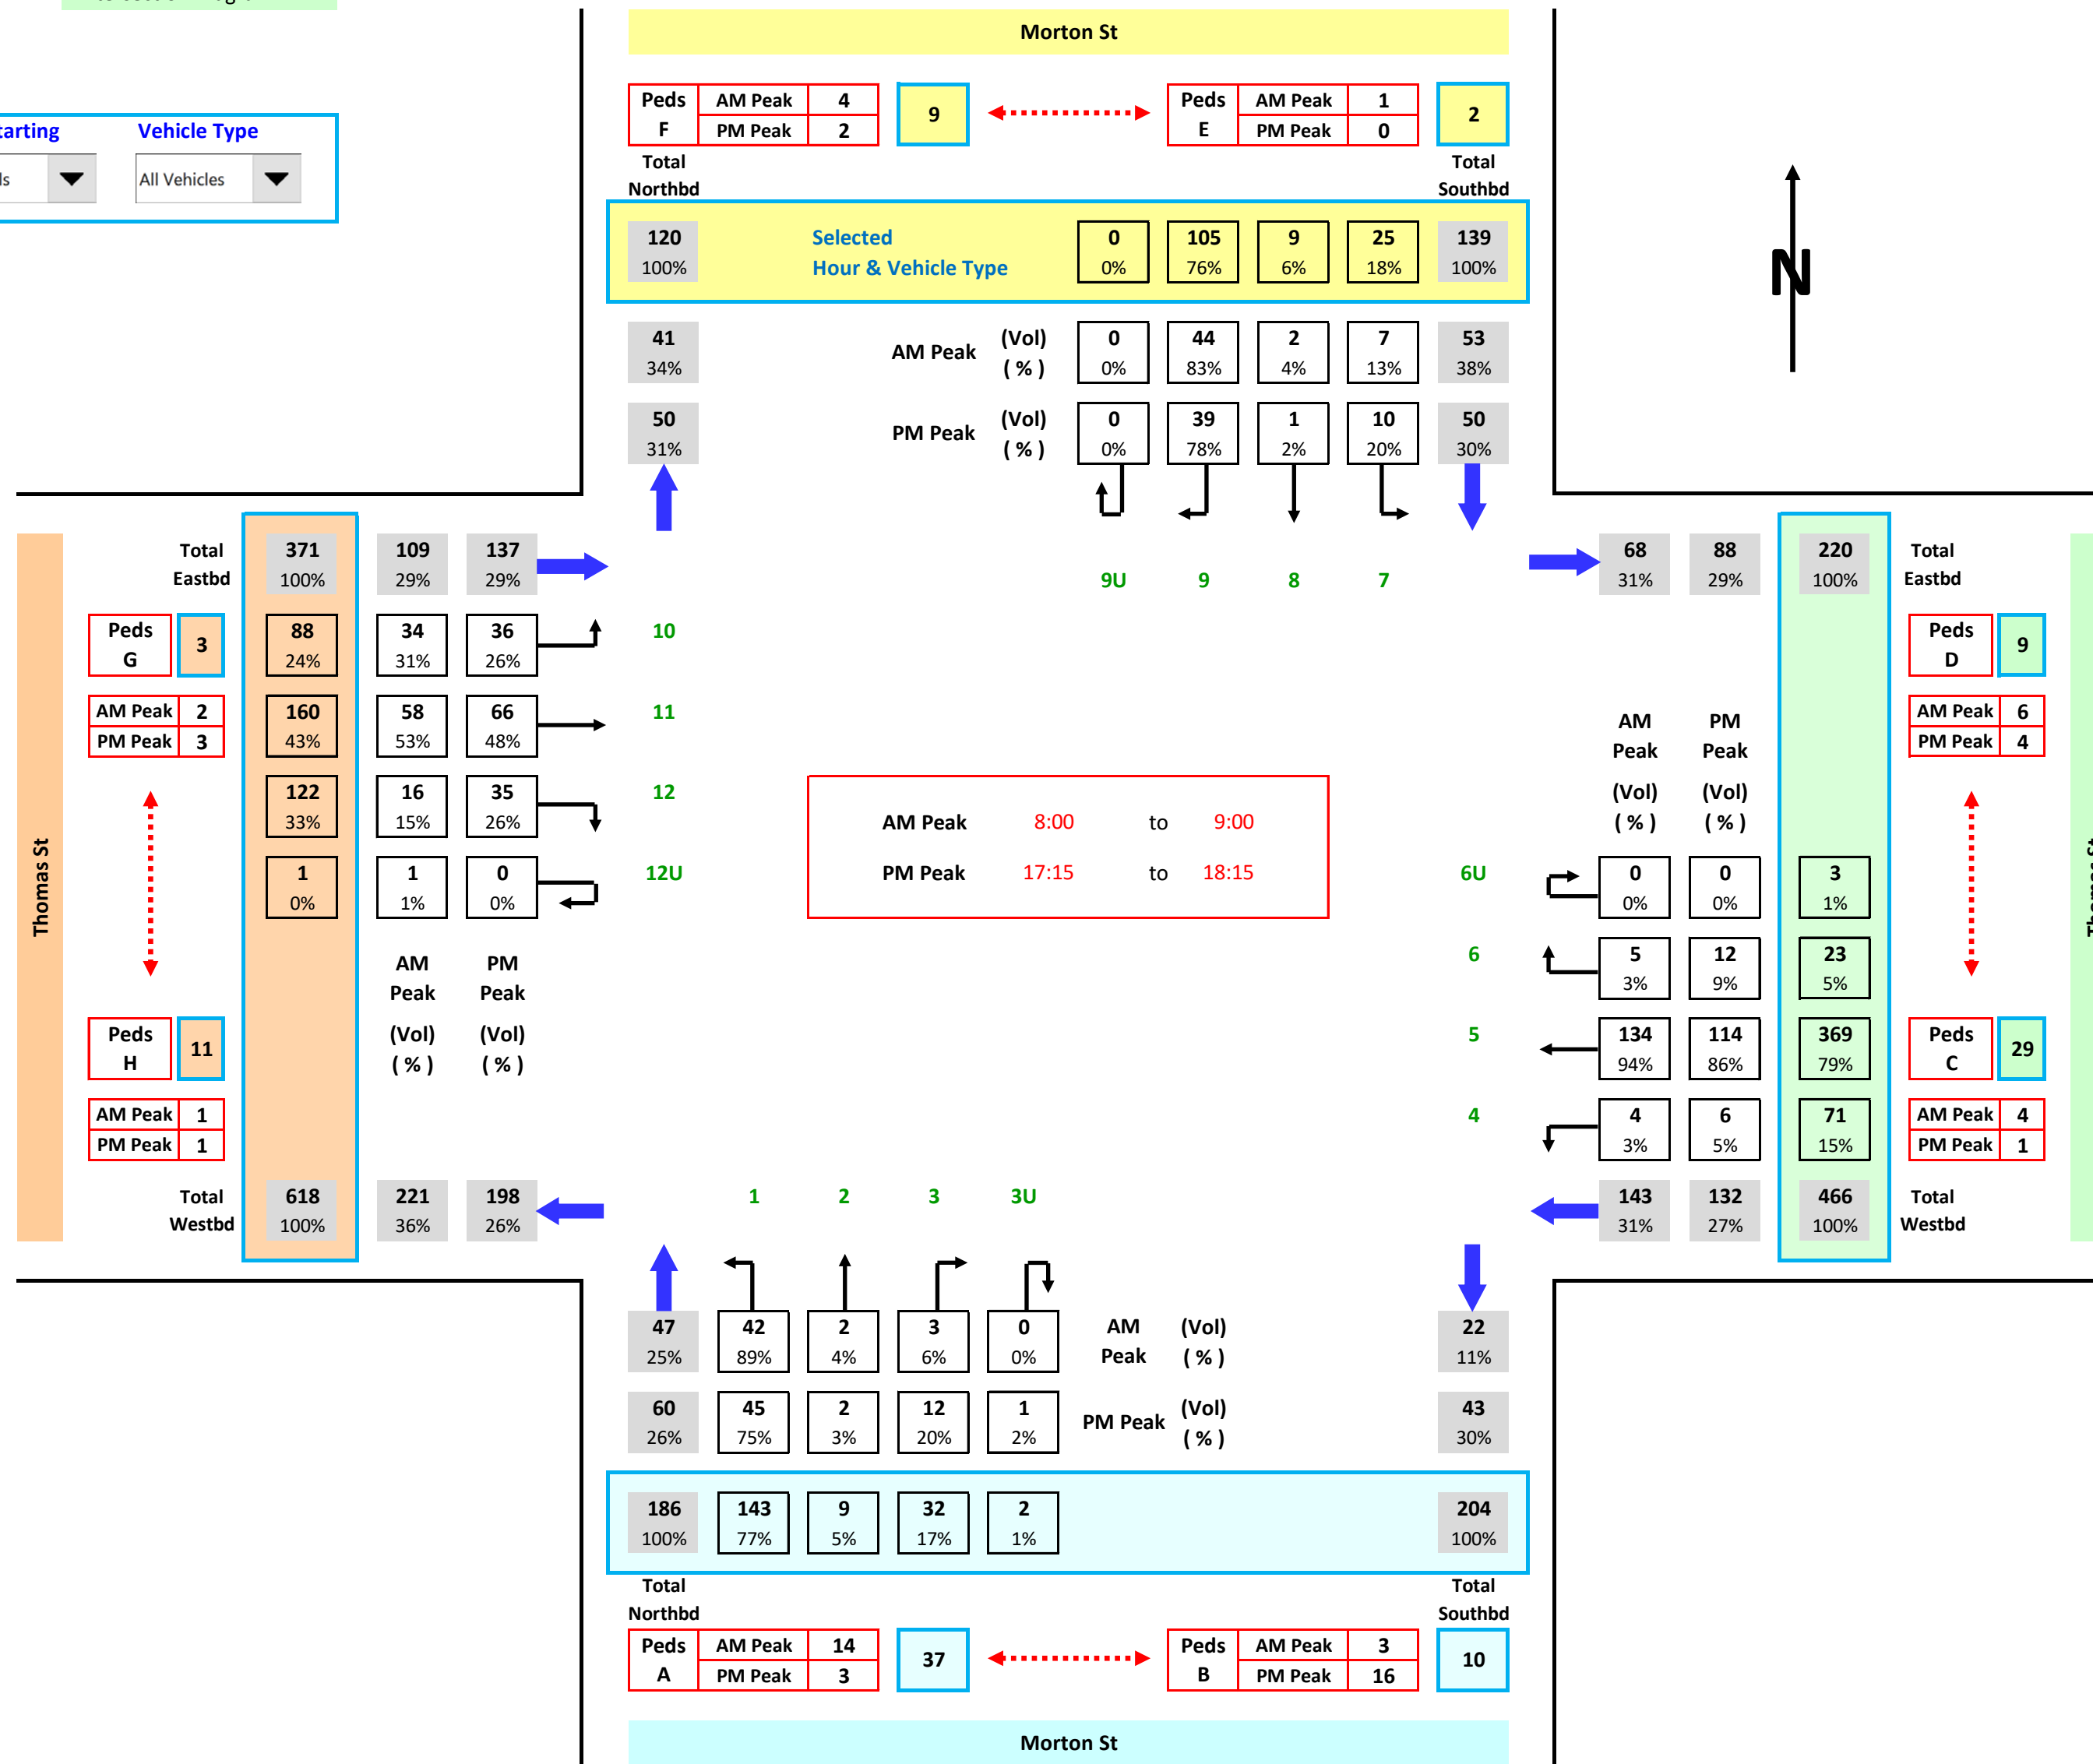 Morton St
Peds AM Peak 4 9 Peds AM Peak 1 2
F PM Peak 2 E PM Peak 0
Total Total
Northbd Southbd
Vehicle Type
All Vehicles
120 Selected 0 105 9 25 139
100% Hour & Vehicle Type 0% 76% 6% 18% 100%
41 AM Peak (Vol) 0 44 2 7 53
34% ( % ) 0% 83% 4% 13% 38%
50 PM Peak (Vol) 0 39 1 10 50
31% ( % ) 0% 78% 2% 20% 30%
N
Total 371 109 137 68 88 220 Total
Eastbd 100% 29% 29% 9U 9 8 7 31% 29% 100% Eastbd
Peds 3 88 34 36 10 Peds 9
G 24% 31% 26% D
AM Peak 2 160 58 66 11 AM PM AM Peak 6
PM Peak 3 43% 53% 48% Peak Peak PM Peak 4
122 16 35 12 (Vol) (Vol)
33% 15% 26% ( % ) ( % )
AM Peak 8:00 to 9:00
PM Peak 17:15 to 18:15
Thomas St
1 1 0 12U 6U 0 0 3
0% 1% 0% 0% 0% 1%
AM PM 6 5 12 23
Peak Peak 3% 9% 5%
Peds 11 (Vol) (Vol) 5 134 114 369 Peds 29
H ( % ) ( % ) 94% 86% 79% C
AM Peak 1 4 4 6 71 AM Peak 4
PM Peak 1 3% 5% 15% PM Peak 1
Total 618 221 198 1 2 3 3U 143 132 466 Total
Westbd 100% 36% 26% 31% 27% 100% Westbd
47 42 2 3 0 AM (Vol) 22
25% 89% 4% 6% 0% Peak ( % ) 11%
60 45 2 12 1 PM Peak (Vol) 43
26% 75% 3% 20% 2% ( % ) 30%
186 143 9 32 2 204
100% 77% 5% 17% 1% 100%
Total Total
Northbd Southbd
Peds AM Peak 14 37 Peds AM Peak 3 10
A PM Peak 3 B PM Peak 16
Morton St